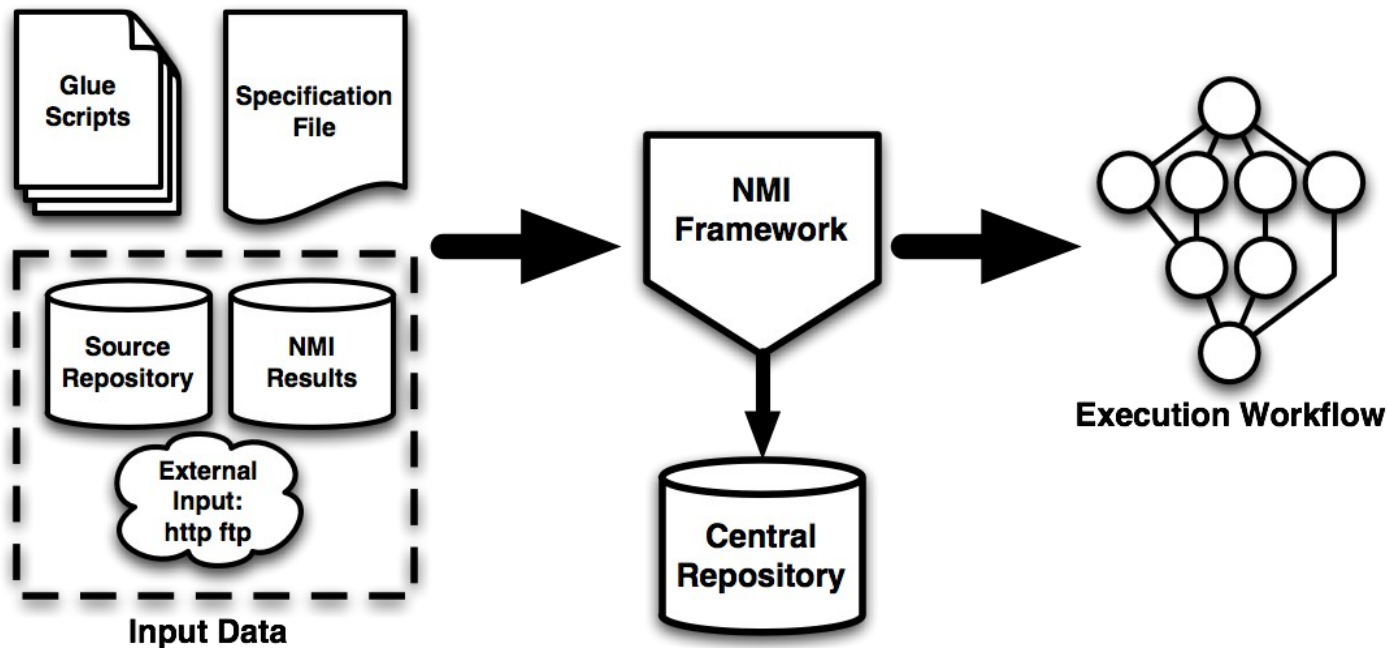 Glue
Scripts
Specification
File
Source
Repository
NMI
Results
External
Input:
http ftp
Input Data
NMI
Framework
Central
Repository
Execution Workflow